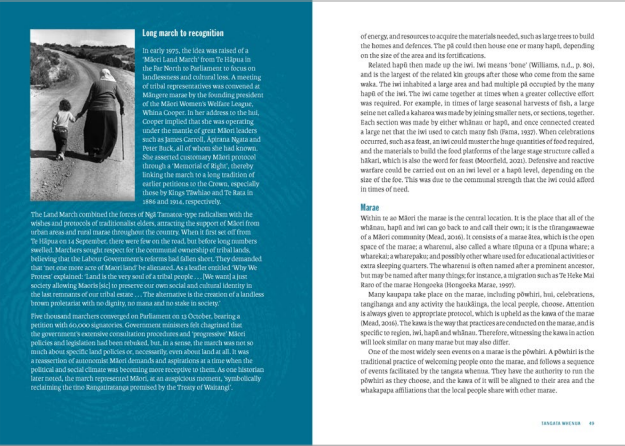 Long march to recognition
In early 1975, the idea was raised of a
'Māori Land March' from Te Hāpua in
the Far North to Parliament to focus on
landlessness and cultural loss. A meeting
of tribal representatives was convened at
Māngere marae by the founding president
of the Māori Women's Welfare League,
Whina Cooper. In her address to the hui,
Cooper implied that she was operating
under the mantle of great Māori leaders
such as James Carroll, Āpirana Ngata and
Peter Buck, all of whom she had known.
She asserted customary Māori protocol
through a 'Memorial of Right', thereby
linking the march to a long tradition of
earlier petitions to the Crown, especially
those by Kings Tāwhiao and Te Rata in
1886 and 1914, respectively.
The Land March combined the forces of Ngā Tamatoa-type radicalism with the
wishes and protocols of traditionalist elders, attracting the support of Māori from
urban areas and rural marae throughout the country. When it first set off from
Te Hāpua on 14 September, there were few on the road, but before long numbers
swelled. Marchers sought respect for the communal ownership of tribal lands,
believing that the Labour Government's reforms had fallen short. They demanded
that 'not one more acre of Maori land' be alienated. As a leaflet entitled 'Why We
Protest' explained: 'Land is the very soul of a tribal people . . . [We want] a just
society allowing Maoris [sic] to preserve our own social and cultural identity in
the last remnants of our tribal estate . . . The alternative is the creation of a landless
brown proletariat with no dignity, no mana and no stake in society.'
Five thousand marchers converged on Parliament on 13 October, bearing a
petition with 60,000 signatories. Government ministers felt chagrined that
the government's extensive consultation procedures and 'progressive' Māori
policies and legislation had been rebuked, but, in a sense, the march was not so
much about specific land policies or, necessarily, even about land at all. It was
a reassertion of autonomist Māori demands and aspirations at a time when the
political and social climate was becoming more receptive to them. As one historian
later noted, the march represented Māori, at an auspicious moment, 'symbolically
reclaiming the tino Rangatiratanga premised by the Treaty of Waitangi'.
of energy, and resources to acquire the materials needed, such as large trees to build
the homes and defences. The pā could then house one or many hapū, depending
on the size of the area and its fortifications.
Related hapū then made up the iwi. Iwi means 'bone' (Williams, n.d., p. 80),
and is the largest of the related kin groups after those who come from the same
waka. The iwi inhabited a large area and had multiple pā occupied by the many
hapū of the iwi. The iwi came together at times when a greater collective effort
was required. For example, in times of large seasonal harvests of fish, a large
seine net called a kaharoa was made by joining smaller nets, or sections, together.
Each section was made by either whānau or hapū, and once connected created
a large net that the iwi used to catch many fish (Pama, 1937). When celebrations
occurred, such as a feast, an iwi could muster the huge quantities of food required,
and the materials to build the food platforms of the large stage structure called a
hākari, which is also the word for feast (Moorfield, 2021). Defensive and reactive
warfare could be carried out on an iwi level or a hapū level, depending on the
size of the foe. This was due to the communal strength that the iwi could afford
in times of need.
Marae
Within te ao Māori the marae is the central location. It is the place that all of the
whānau, hapū and iwi can go back to and call their own; it is the tūrangawaewae
of a Māori community (Mead, 2016). It consists of a marae ātea, which is the open
space of the marae; a wharenui, also called a whare tūpuna or a tīpuna whare; a
wharekai; a wharepaku; and possibly other whare used for educational activities or
extra sleeping quarters. The wharenui is often named after a prominent ancestor,
but may be named after many things; for instance, a migration such as Te Heke Mai
Raro of the marae Hongoeka (Hongoeka Marae, 1997).
Many kaupapa take place on the marae, including pōwhiri, hui, celebrations,
tangihanga and any activity the haukāinga, the local people, choose. Attention
is always given to appropriate protocol, which is upheld as the kawa of the marae
(Mead, 2016). The kawa is the way that practices are conducted on the marae, and is
specific to region, iwi, hapū and whānau. Therefore, witnessing the kawa in action
will look similar on many marae but may also differ.
One of the most widely seen events on a marae is the pōwhiri. A pōwhiri is the
traditional practice of welcoming people onto the marae, and follows a sequence
of events facilitated by the tangata whenua. They have the authority to run the
pōwhiri as they choose, and the kawa of it will be aligned to their area and the
whakapapa affiliations that the local people share with other marae.
TANGATA WHENUA 49